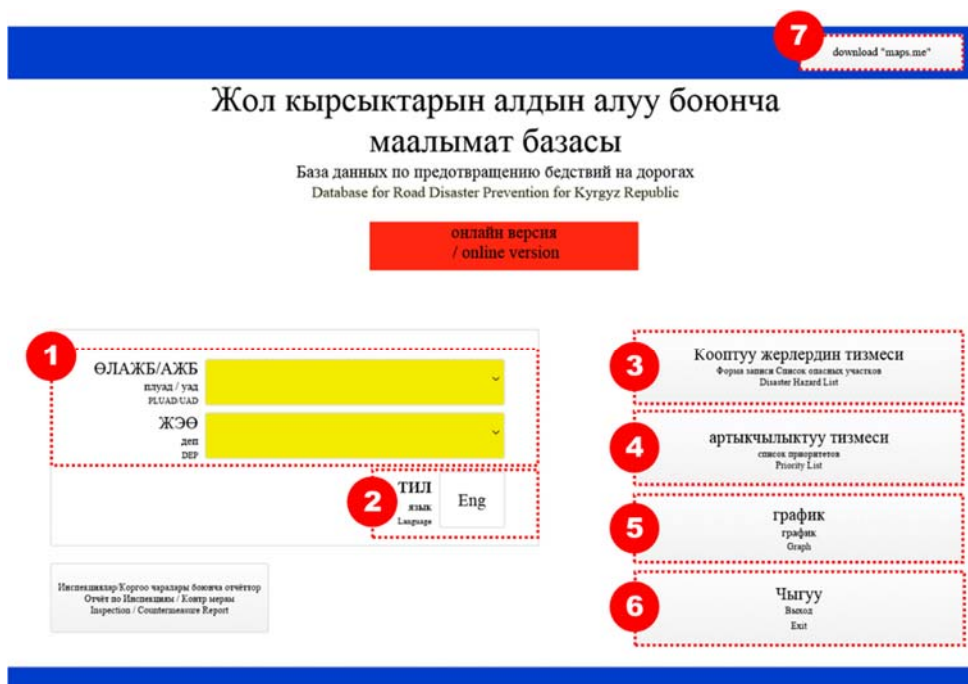 7
download "maps.me"
Жол кырсыктарын алдын алуу боюнча
маалымат базасы
База данных по предотвращению бедствий на дорогах
Database for Road Disaster Prevention for Kyrgyz Republic
онлайн версия
/ online version
1
ӨЛАЖБ/АЖБ
плуад / уад
PLUAD/UAD
ЖЭӨ
деп
DEP
2
ТИЛ
язык
Language
Eng
Инспекциялар/Коргоо чаралары боюнча отчёттор
Отчёт по Инспекциям / Контр мерам
Inspection / Countermeasure Report
3
Кооптуу жерлердин тизмеси
Форма записи Список опасных участков
Disaster Hazard List
4
артыкчылыктуу тизмеси
список приоритетов
Priority List
5
график
график
Graph
6
Чыгуу
Выход
Exit